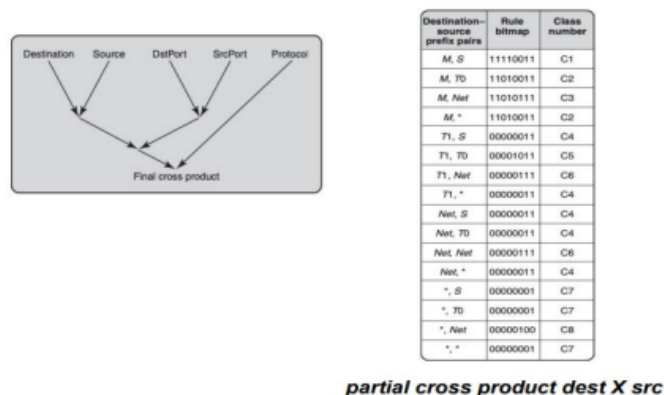 Destination Source DstPort SrcPort Protocol
Final cross product
Destination– source prefix pairs Rule bitmap Class number
M, S 11110011 C1
M, T0 11010011 C2
M, Net 11010111 C3
M, * 11010011 C2
T1, S 00000011 C4
T1, T0 00001011 C5
T1, Net 00000111 C6
T1, * 00000011 C4
Net, S 00000011 C4
Net, T0 00000011 C4
Net, Net 00000111 C6
Net, * 00000011 C4
*, S 00000001 C7
*, T0 00000001 C7
*, Net 00000100 C8
*, * 00000001 C7
partial cross product dest X src